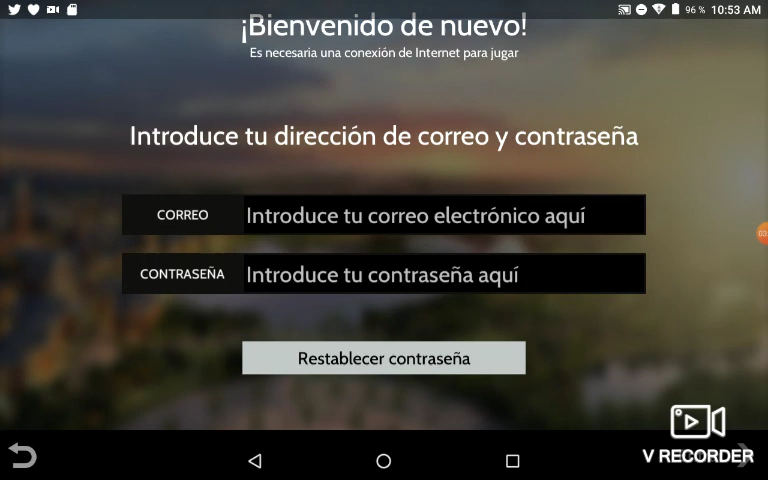 96 % 10:53 AM
¡Bienvenido de nuevo!
Es necesaria una conexión de Internet para jugar
Introduce tu dirección de correo y contraseña
CORREO Introduce tu correo electrónico aquí
CONTRASEÑA Introduce tu contraseña aquí
Restablecer contraseña
V RECORDER